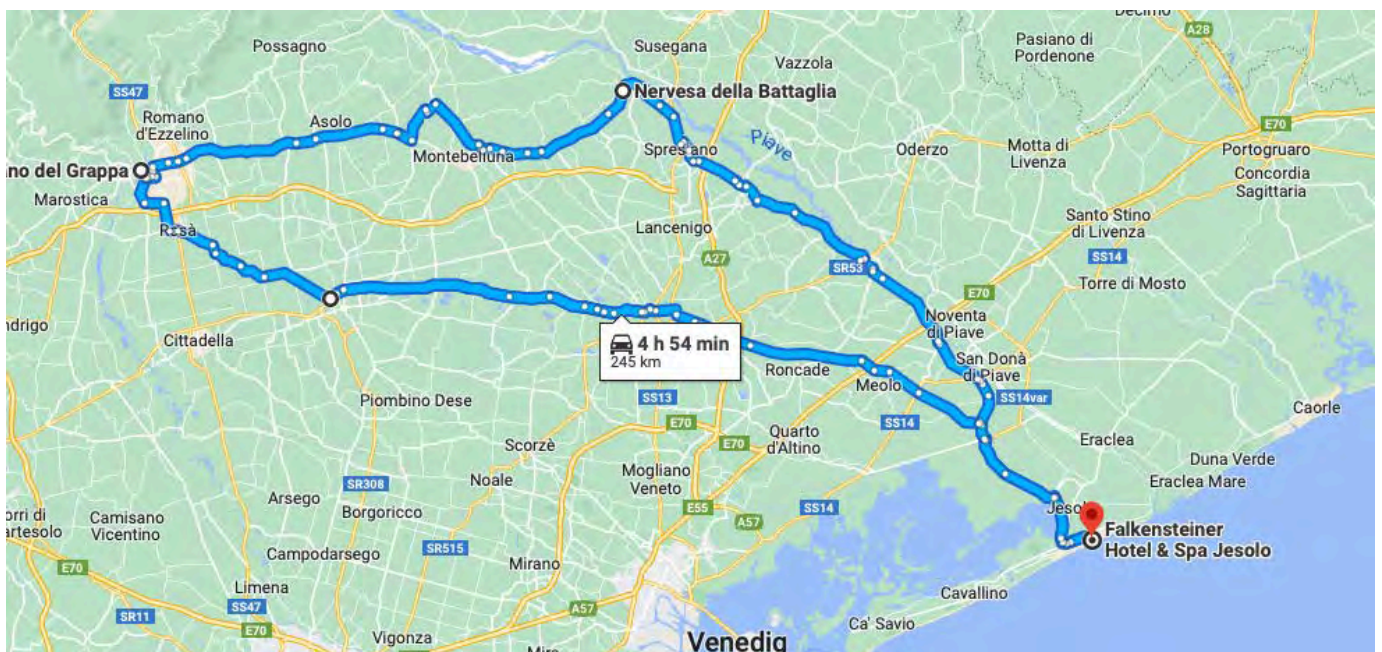 Decimo
A28
Possagno
Susegana
Vazzola
Pasiano di
Pordenone
SS47
Romano
d'Ezzelino
Asolo
Nervesa della Battaglia
E70
Montebelluna
Spresiano
Piave
Oderzo
Motta di
Livenza
Portogruaro
Concordia
Sagittaria
ano del Grappa
Marostica
Rosà
Lancenigo
Santo Stino
di Livenza
SS14
A27
SR53
Torre di Mosto
E70
ndrigo
Cittadella
Noventa
di Piave
4 h 54 min
245 km
San Donà
di Piave
Roncade
Meolo
SS14var
Piombino Dese
SS13
Caorle
SS14
E70
E70
Quarto
d'Altino
Eraclea
Scorzè
Duna Verde
Noale
Mogliano
Veneto
Eraclea Mare
SR308
Arsego
Borgoricco
E55
A57
SS14
Jesolo
Falkensteiner
Hotel & Spa Jesolo
orri di
artesolo
Camisano
Vicentino
Campodarsego
SR515
Mirano
E70
Limena
Cavallino
SS47
A57
SR11
E70
Ca' Savio
Vigonza
Venedig